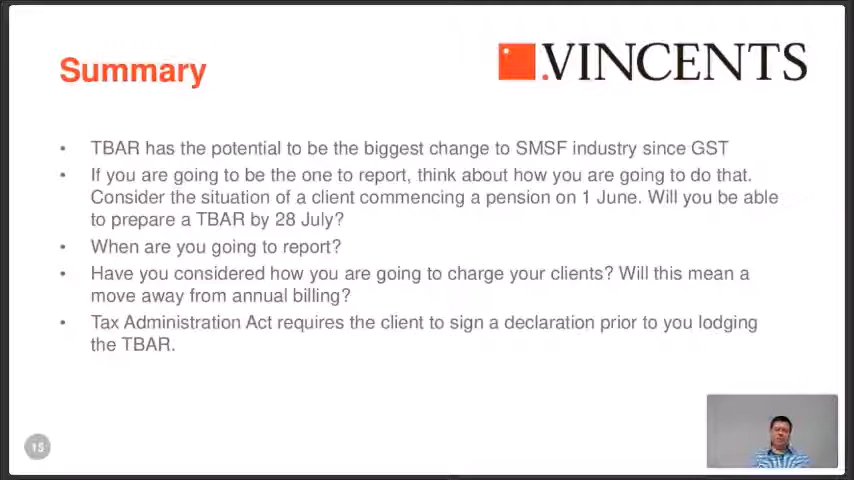 Summary
.VINCENTS
• TBAR has the potential to be the biggest change to SMSF industry since GST
• If you are going to be the one to report, think about how you are going to do that.
Consider the situation of a client commencing a pension on 1 June. Will you be able
to prepare a TBAR by 28 July?
• When are you going to report?
• Have you considered how you are going to charge your clients? Will this mean a
move away from annual billing?
• Tax Administration Act requires the client to sign a declaration prior to you lodging
the TBAR.
15